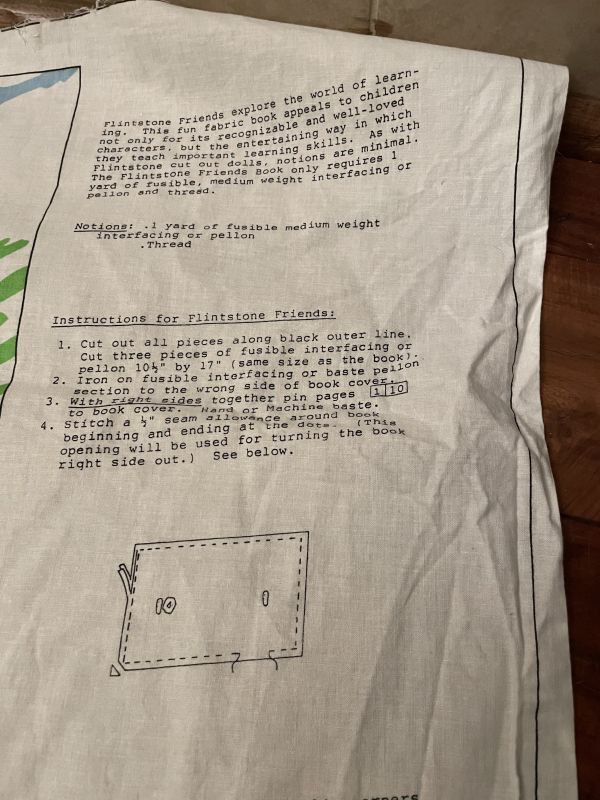 Flintstone Friends explore the world of learn-
ing. This fun fabric book appeals to children
not only for its recognizable and well-loved
characters, but the entertaining way in which
they teach important learning skills. As with
Flintstone cut out dolls, notions are minimal.
The Flintstone Friends Book only requires 1
yard of fusible, medium weight interfacing or
pellon and thread.
Notions: .1 yard of fusible medium weight
interfacing or pellon
.Thread
Instructions for Flintstone Friends:
1. Cut out all pieces along black outer line.
Cut three pieces of fusible interfacing or
pellon 10½" by 17" (same size as the book).
2. Iron on fusible interfacing or baste pellon
section to the wrong side of book cover.
3. With right sides together pin pages 1 10
to book cover. Hand or Machine baste.
4. Stitch a ½" seam allowance around book
beginning and ending at the dots. (This
opening will be used for turning the book
right side out.) See below.